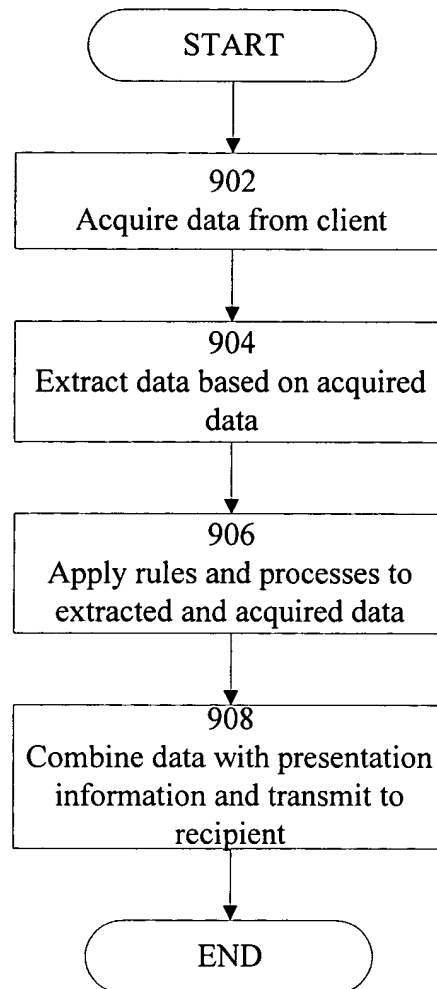 START
902
Acquire data from client
904
Extract data based on acquired
data
906
Apply rules and processes to
extracted and acquired data
908
Combine data with presentation
information and transmit to
recipient
END